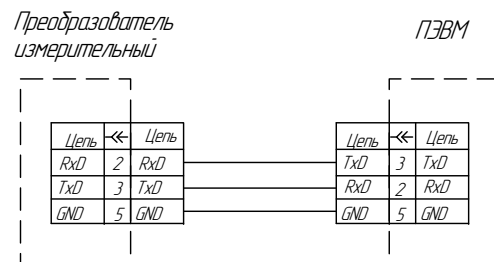 Преобразователь
измерительный
ПЭВМ
Цепь Цепь
RxD 2 RxD
TxD 3 TxD
GND 5 GND
Цепь Цепь
TxD 3 TxD
RxD 2 RxD
GND 5 GND